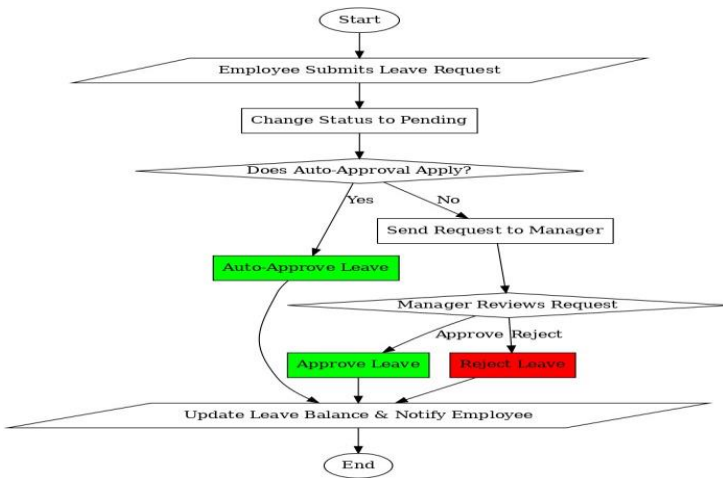 Start
Employee Submits Leave Request
Change Status to Pending
Does Auto-Approval Apply?
Yes
No
Send Request to Manager
Auto-Approve Leave
Manager Reviews Request
Approve
Reject
Approve Leave
Reject Leave
Update Leave Balance & Notify Employee
End